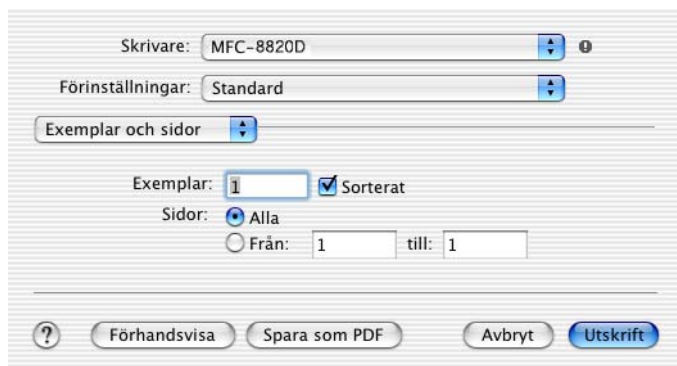 Skrivare: MFC-8820D
Förinställningar: Standard
Exemplar och sidor
Exemplar: 1 Sorterat
Sidor: Alla
Från: 1 till: 1
? Förhandsvisa Spara som PDF Avbryt Utskrift